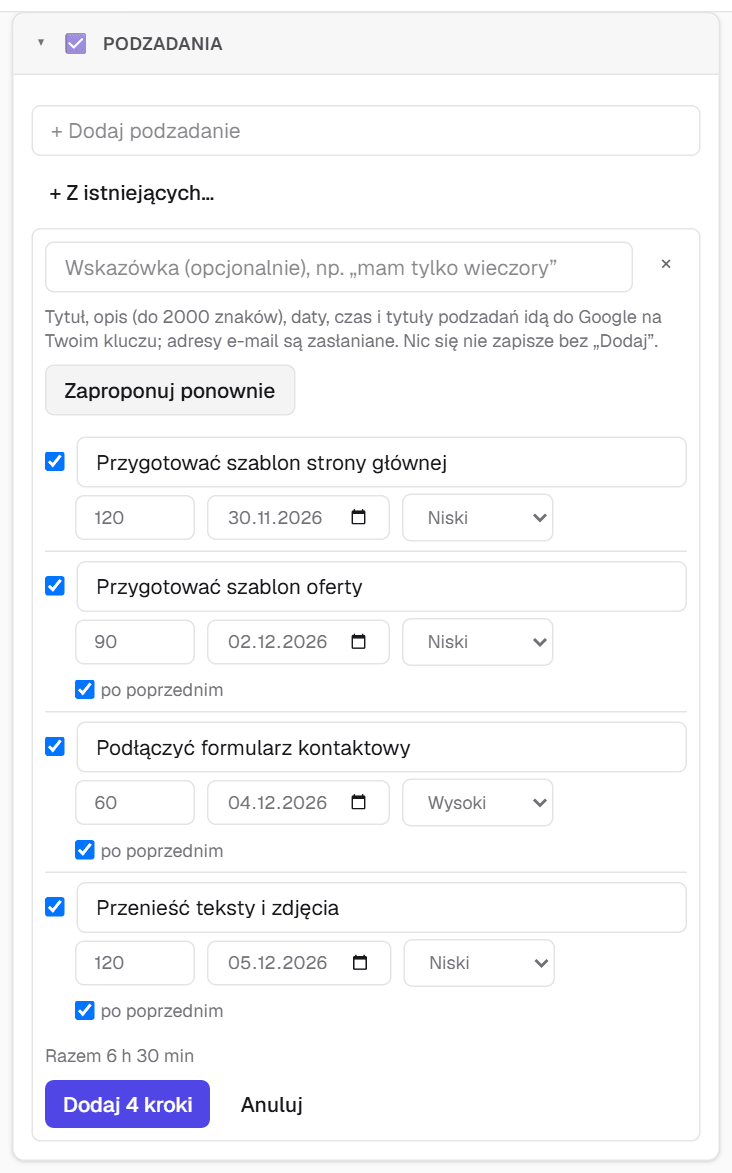 PODZADANIA
+ Dodaj podzadanie
+ Z istniejących...
Wskazówka (opcjonalnie), np. „mam tylko wieczory”
×
Tytuł, opis (do 2000 znaków), daty, czas i tytuły podzadań idą do Google na
Twoim kluczu; adresy e-mail są zasłaniane. Nic się nie zapisze bez „Dodaj”.
Zaproponuj ponownie
Przygotować szablon strony głównej
120 30.11.2026 Niski
Przygotować szablon oferty
90 02.12.2026 Niski
po poprzednim
Podłączyć formularz kontaktowy
60 04.12.2026 Wysoki
po poprzednim
Przenieść teksty i zdjęcia
120 05.12.2026 Niski
po poprzednim
Razem 6 h 30 min
Dodaj 4 kroki Anuluj